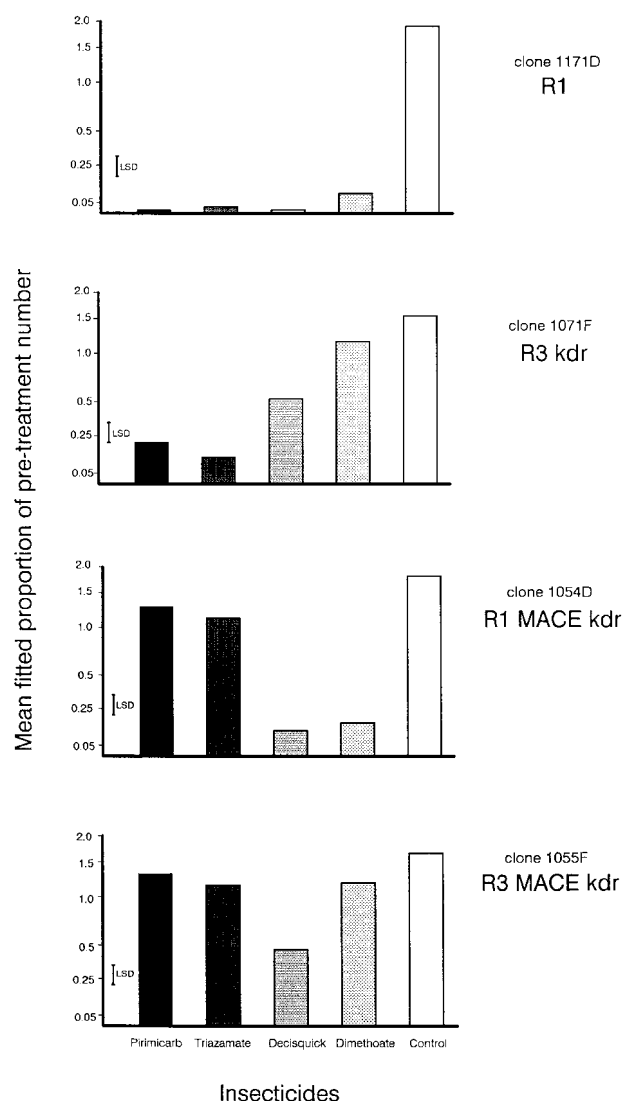 Mean fitted proportion of pre-treatment number
2.0
1.5
1.0
0.5
0.25
0.05
LSD
clone 1171D
R1
2.0
1.5
1.0
0.5
0.25
0.05
LSD
clone 1071F
R3 kdr
2.0
1.5
1.0
0.5
0.25
0.05
LSD
clone 1054D
R1 MACE kdr
2.0
1.5
1.0
0.5
0.25
0.05
LSD
clone 1055F
R3 MACE kdr
Pirimicarb Triazamate Decisquick Dimethoate Control
Insecticides